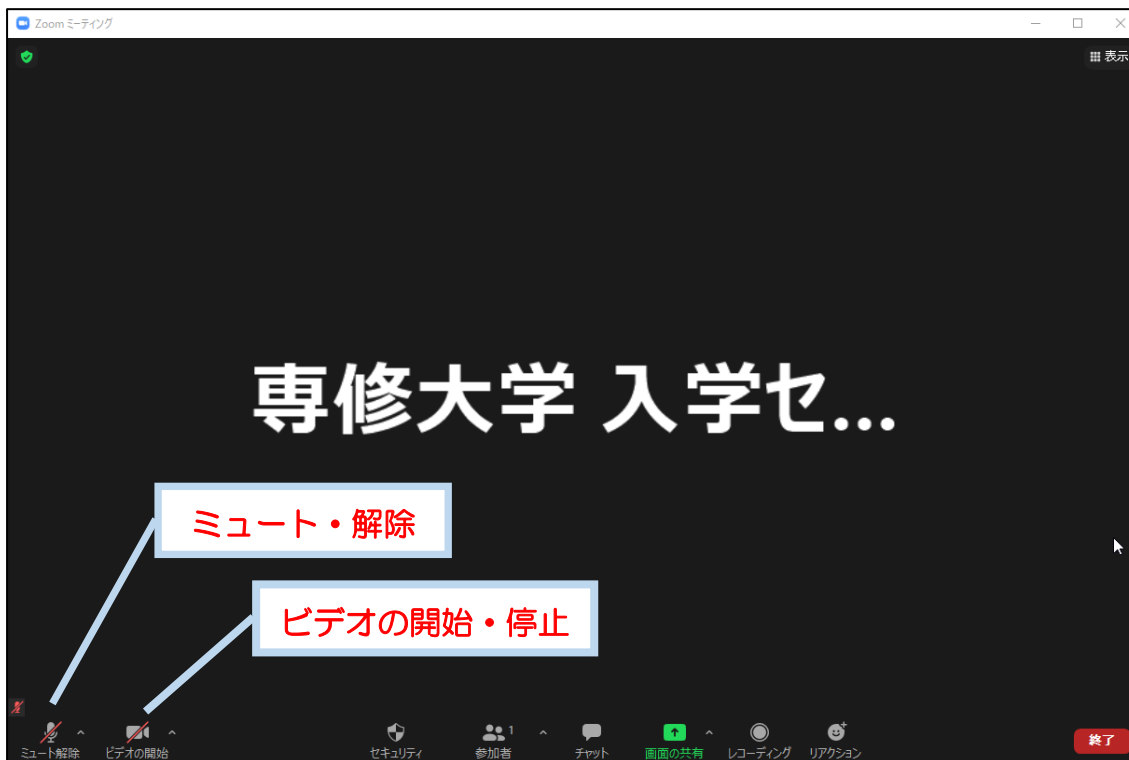 Zoom ミーティング
表示
専修大学 入学セ...
ミュート・解除
ビデオの開始・停止
ミュート解除
ビデオの開始
セキュリティ
参加者
1
チャット
画面の共有
レコーディング
リアクション
終了